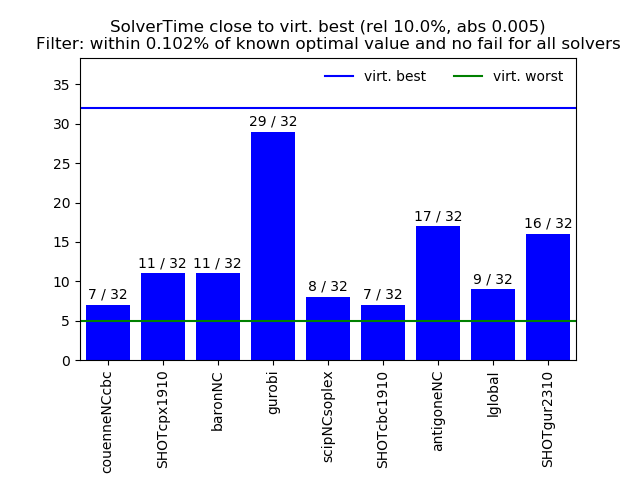 SolverTime close to virt. best (rel 10.0%, abs 0.005)
Filter: within 0.102% of known optimal value and no fail for all solvers
virt. best
virt. worst
35
30
25
20
15
10
5
0
7 / 32
11 / 32
11 / 32
29 / 32
8 / 32
7 / 32
17 / 32
9 / 32
16 / 32
couenneNCcbc
SHOTcpx1910
baronNC
gurobi
scipNCsoplex
SHOTcbc1910
antigoneNC
lglobal
SHOTgur2310